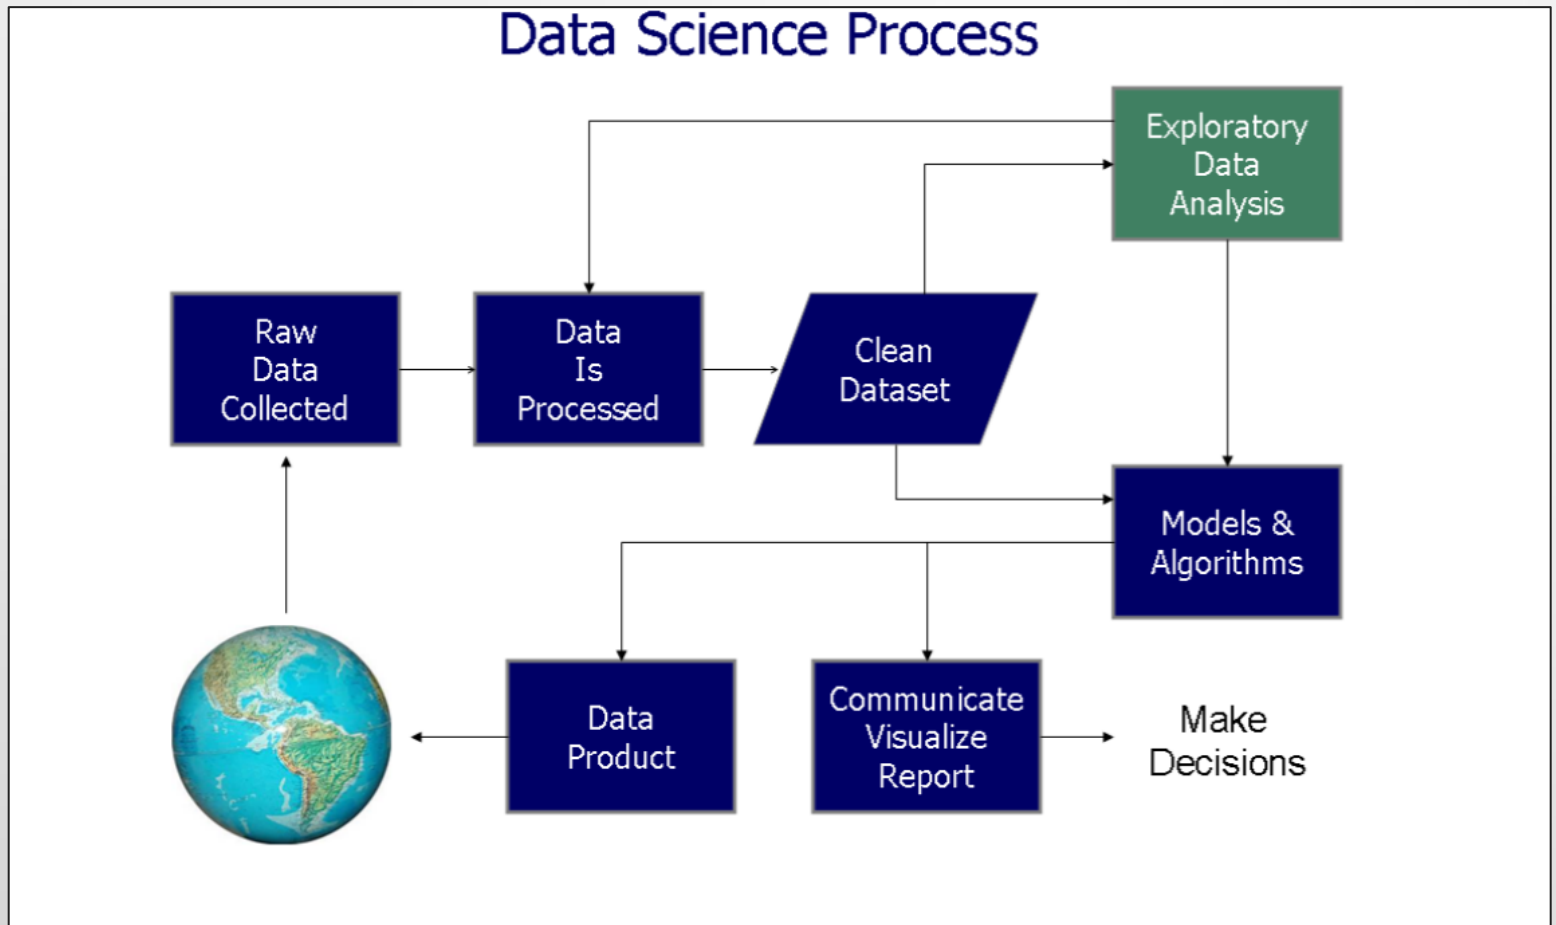 Data Science Process
Exploratory
Data
Analysis
Raw
Data
Collected
Data
Is
Processed
Clean
Dataset
Models &
Algorithms
Data
Product
Communicate
Visualize
Report
Make
Decisions